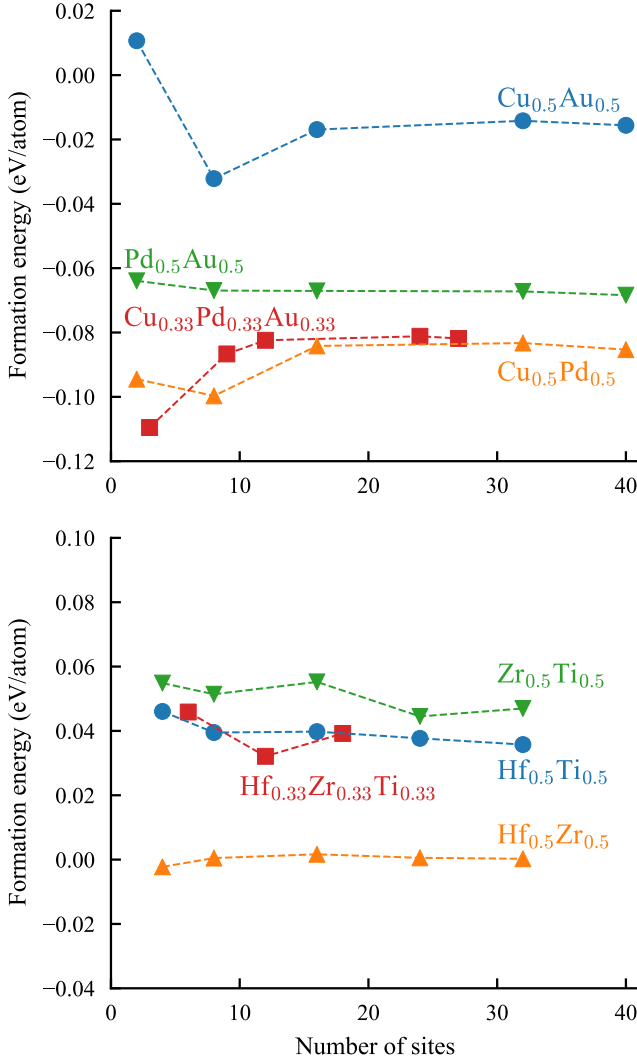 0.02
0.00
−0.02
−0.04
−0.06
−0.08
−0.10
−0.12
Formation energy (eV/atom)
Cu0.5Au0.5
Pd0.5Au0.5
Cu0.33Pd0.33Au0.33
Cu0.5Pd0.5
0 10 20 30 40
0.10
0.08
0.06
0.04
0.02
0.00
−0.02
−0.04
Formation energy (eV/atom)
Zr0.5Ti0.5
Hf0.5Ti0.5
Hf0.33Zr0.33Ti0.33
Hf0.5Zr0.5
0 10 20 30 40
Number of sites